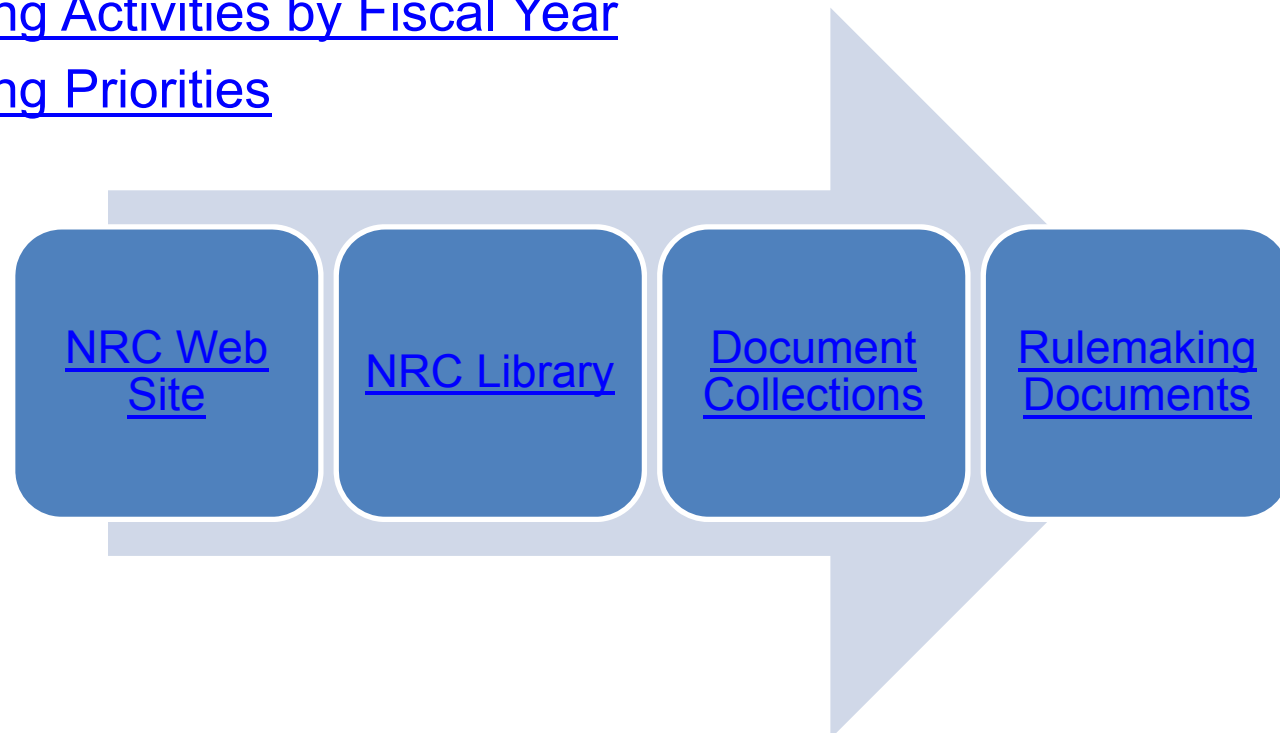 ng Activities by Fiscal Year
ng Priorities
NRC Web
Site
NRC Library
Document
Collections
Rulemaking
Documents